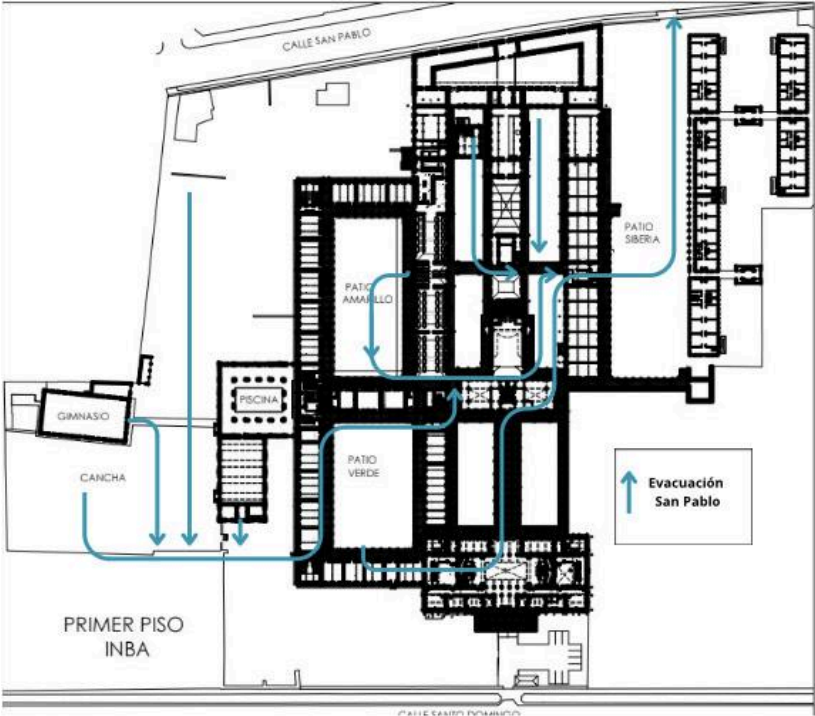 CALLE SAN PABLO
PATIO
SIBERIA
PATIO
AMARILLO
PISCINA
GIMNASIO
CANCHA
PATIO
VERDE
Evacuación
San Pablo
PRIMER PISO
INBA
CALLE SANTO DOMINGO